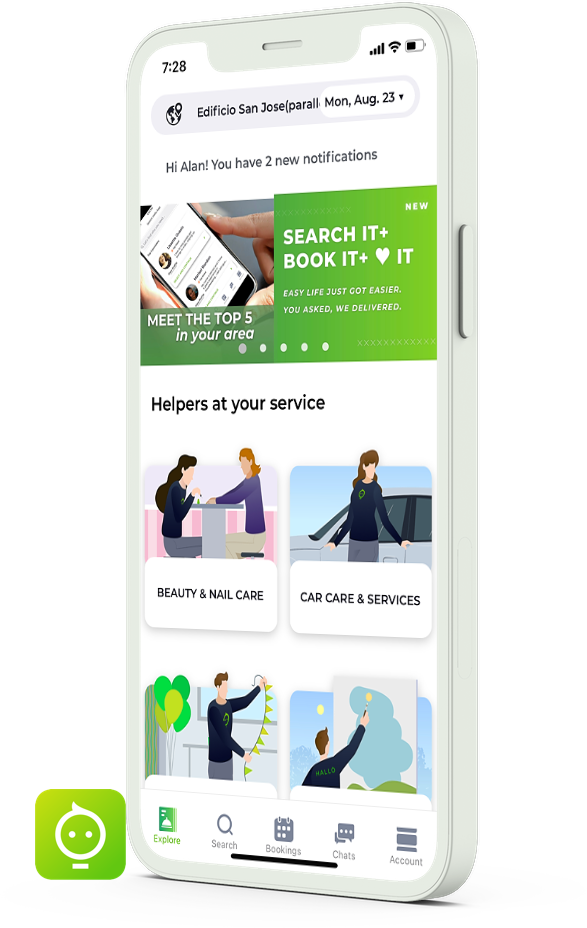 7:28
Edificio San Jose(parall
Mon, Aug. 23
Hi Alan! You have 2 new notifications
NEW
SEARCH IT+
BOOK IT+ ♥ IT
EASY LIFE JUST GOT EASIER.
YOU ASKED, WE DELIVERED.
MEET THE TOP 5
in your area
XXXXXXXXXXXX
Helpers at your service
BEAUTY & NAIL CARE
CAR CARE & SERVICES
HALLO
Explore
Search
Bookings
Chats
Account